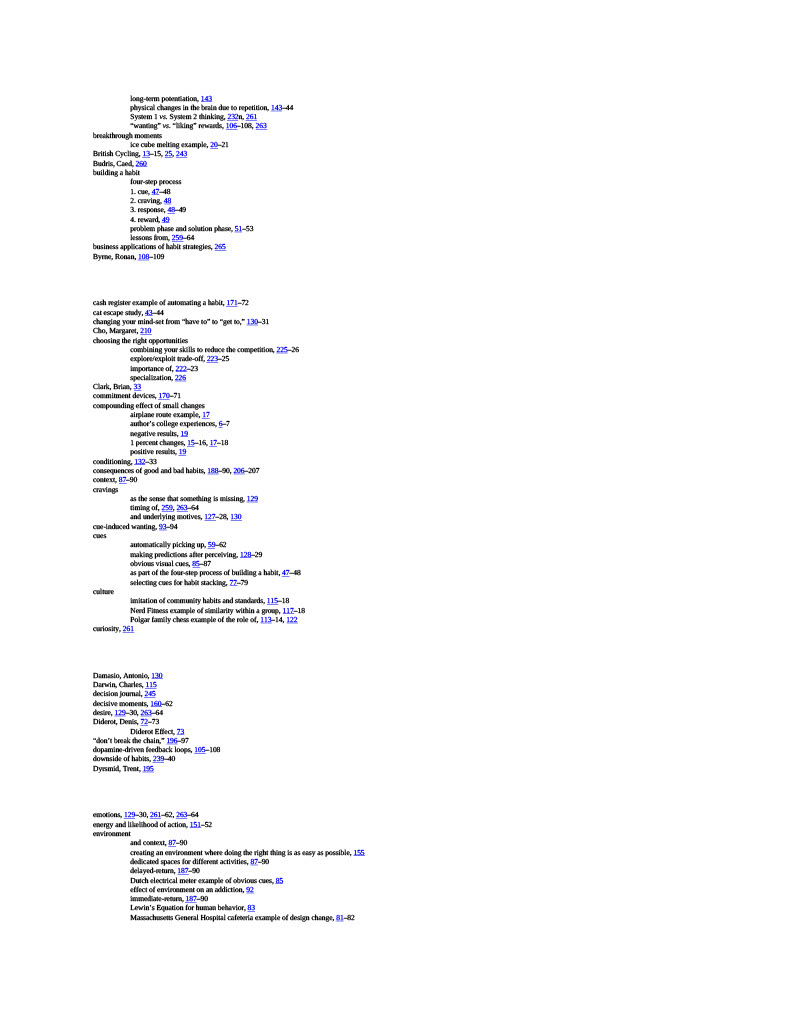 long-term potentiation, 143
physical changes in the brain due to repetition, 143–44
System 1 vs. System 2 thinking, 232n, 261
“wanting” vs. “liking” rewards, 106–108, 263
breakthrough moments
ice cube melting example, 20–21
British Cycling, 13–15, 25, 243
Budris, Caed, 260
building a habit
four-step process
1. cue, 47–48
2. craving, 48
3. response, 48–49
4. reward, 49
problem phase and solution phase, 51–53
lessons from, 259–64
business applications of habit strategies, 265
Byrne, Ronan, 108–109
cash register example of automating a habit, 171–72
cat escape study, 43–44
changing your mind-set from “have to” to “get to,” 130–31
Cho, Margaret, 210
choosing the right opportunities
combining your skills to reduce the competition, 225–26
explore/exploit trade-off, 223–25
importance of, 222–23
specialization, 226
Clark, Brian, 33
commitment devices, 170–71
compounding effect of small changes
airplane route example, 17
author’s college experiences, 6–7
negative results, 19
1 percent changes, 15–16, 17–18
positive results, 19
conditioning, 132–33
consequences of good and bad habits, 188–90, 206–207
context, 87–90
cravings
as the sense that something is missing, 129
timing of, 259, 263–64
and underlying motives, 127–28, 130
cue-induced wanting, 93–94
cues
automatically picking up, 59–62
making predictions after perceiving, 128–29
obvious visual cues, 85–87
as part of the four-step process of building a habit, 47–48
selecting cues for habit stacking, 77–79
culture
imitation of community habits and standards, 115–18
Nerd Fitness example of similarity within a group, 117–18
Polgar family chess example of the role of, 113–14, 122
curiosity, 261
Damasio, Antonio, 130
Darwin, Charles, 115
decision journal, 245
decisive moments, 160–62
desire, 129–30, 263–64
Diderot, Denis, 72–73
Diderot Effect, 73
“don’t break the chain,” 196–97
dopamine-driven feedback loops, 105–108
downside of habits, 239–40
Dyrsmid, Trent, 195
emotions, 129–30, 261–62, 263–64
energy and likelihood of action, 151–52
environment
and context, 87–90
creating an environment where doing the right thing is as easy as possible, 155
dedicated spaces for different activities, 87–90
delayed-return, 187–90
Dutch electrical meter example of obvious cues, 85
effect of environment on an addiction, 92
immediate-return, 187–90
Lewin’s Equation for human behavior, 83
Massachusetts General Hospital cafeteria example of design change, 81–82